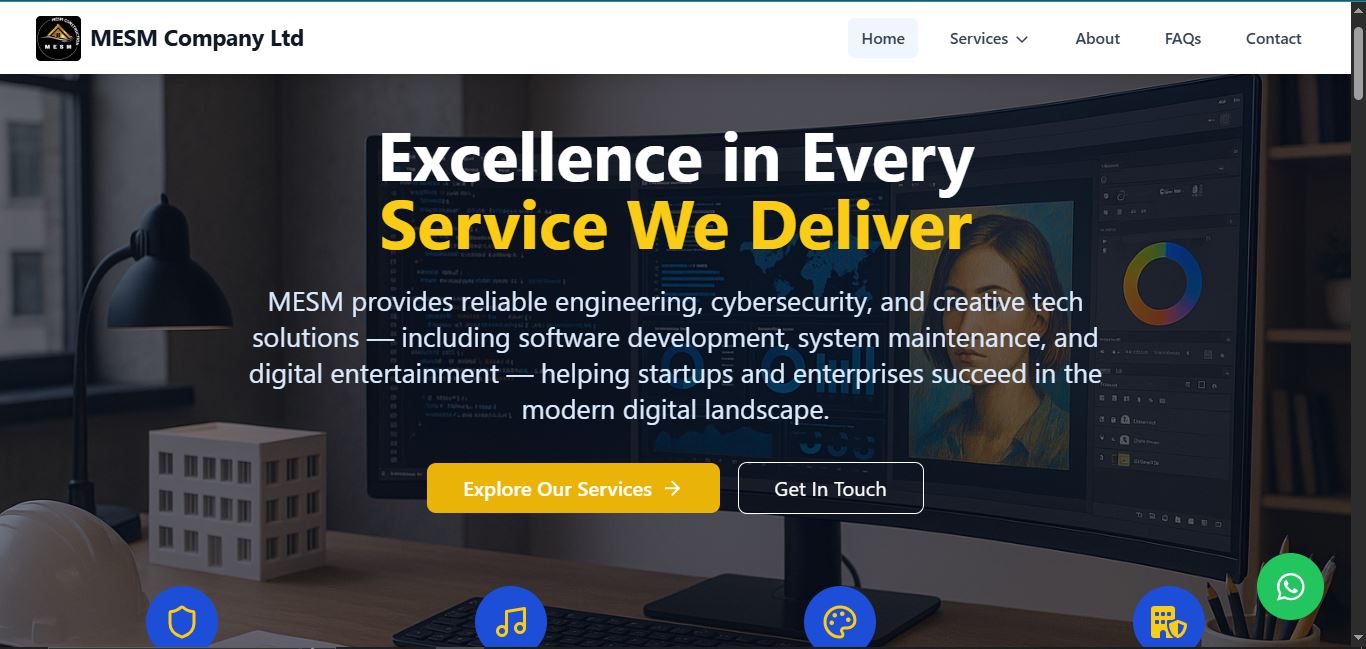 MESM
MESM Company Ltd
Home
Services
About
FAQs
Contact
Excellence in Every
Service We Deliver
MESM provides reliable engineering, cybersecurity, and creative tech
solutions — including software development, system maintenance, and
digital entertainment — helping startups and enterprises succeed in the
modern digital landscape.
Explore Our Services →
Get In Touch